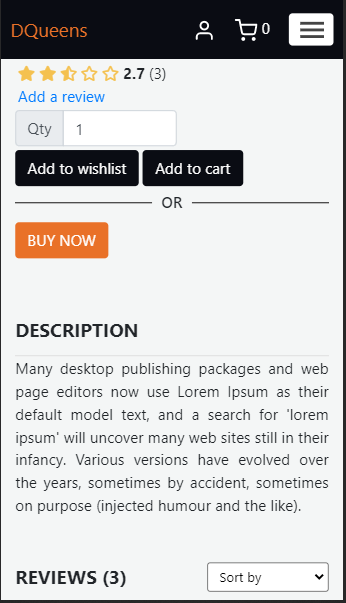 DQueens
0
2.7 (3)
Add a review
Qty 1
Add to wishlist Add to cart
OR
BUY NOW
DESCRIPTION
Many desktop publishing packages and web
page editors now use Lorem Ipsum as their
default model text, and a search for 'lorem
ipsum' will uncover many web sites still in their
infancy. Various versions have evolved over
the years, sometimes by accident, sometimes
on purpose (injected humour and the like).
REVIEWS (3) Sort by